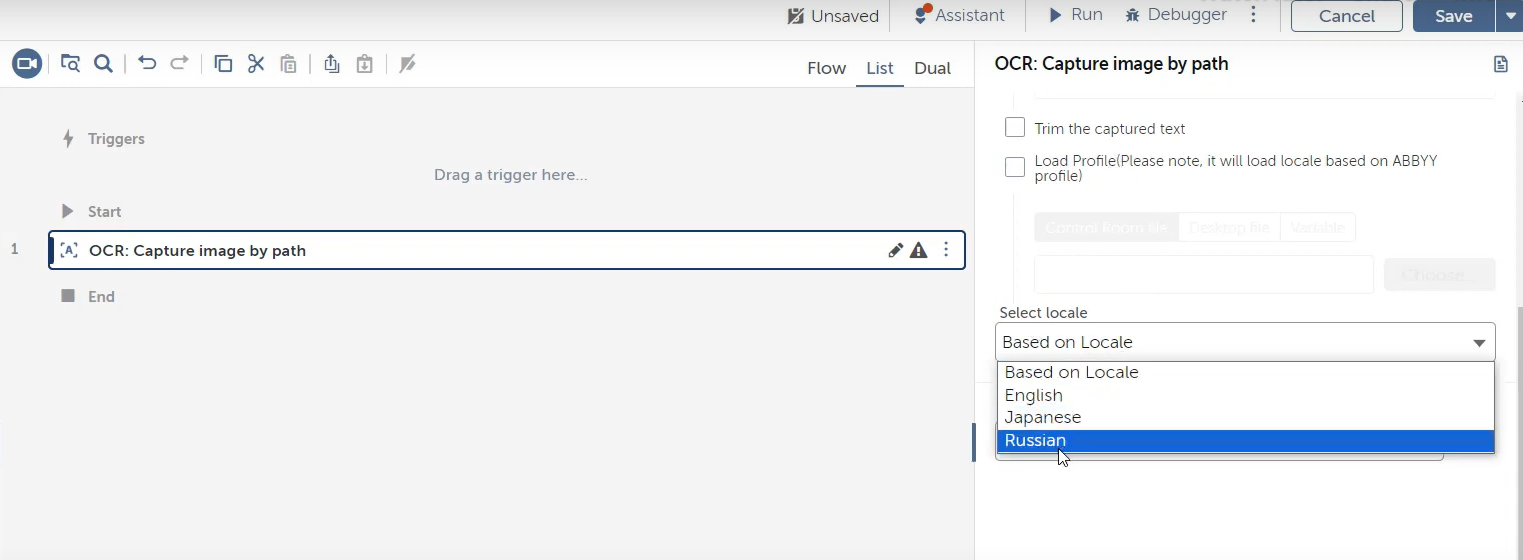 Unsaved Assistant Run Debugger Cancel Save
Flow List Dual
OCR: Capture image by path
Triggers
Drag a trigger here...
Start
1 OCR: Capture image by path
End
Trim the captured text
Load Profile(Please note, it will load locale based on ABBYY
profile)
Control Room file Desktop file Variable
Choose...
Select locale
Based on Locale
Based on Locale
English
Japanese
Russian